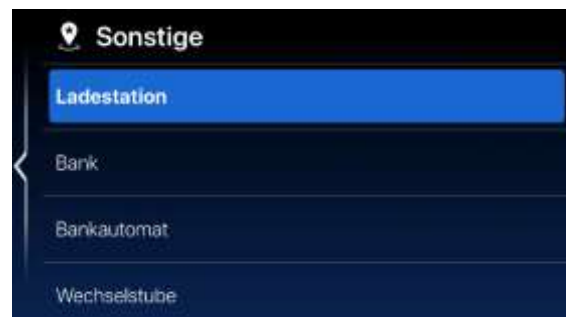 Sonstige
Ladestation
Bank
Bankautomat
Wechselstube